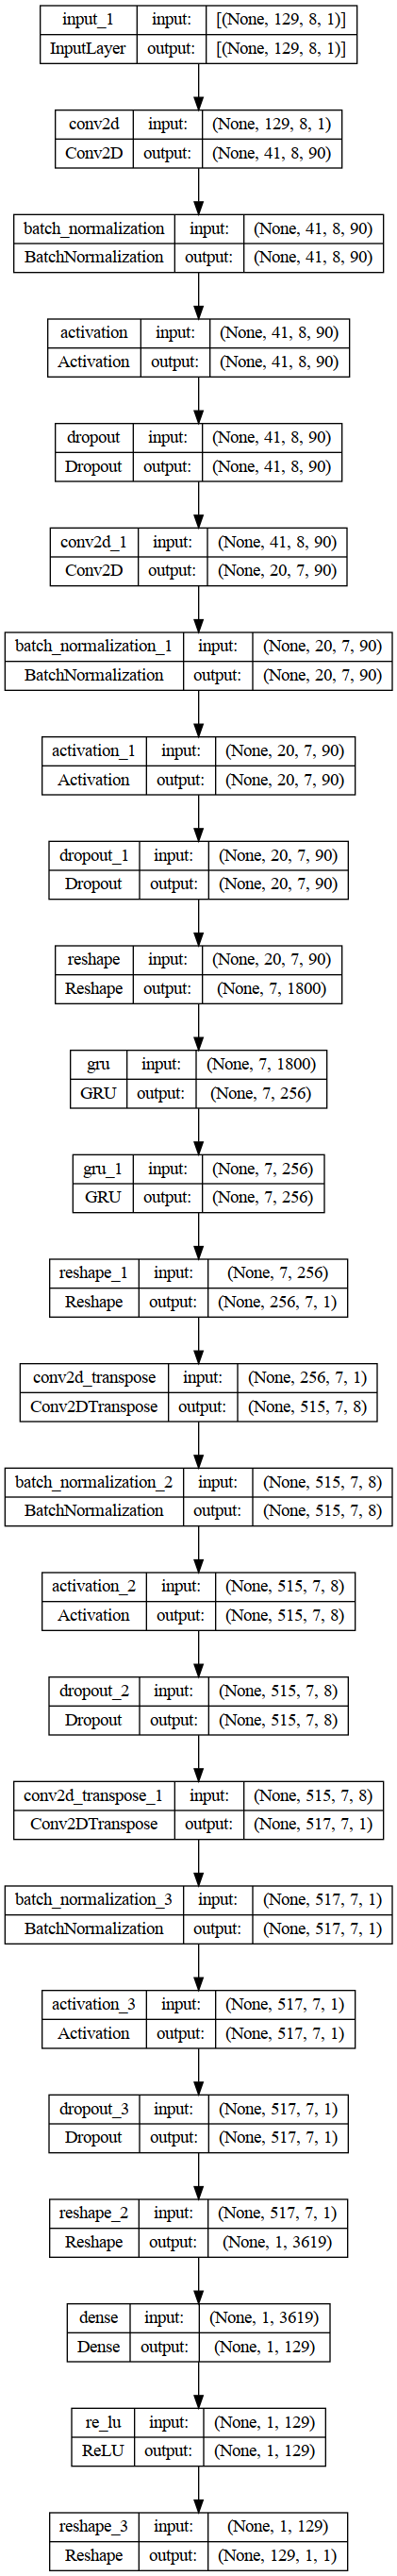 input_1 input: [(None, 129, 8, 1)]
InputLayer output: [(None, 129, 8, 1)]
conv2d input: (None, 129, 8, 1)
Conv2D output: (None, 41, 8, 90)
batch_normalization input: (None, 41, 8, 90)
BatchNormalization output: (None, 41, 8, 90)
activation input: (None, 41, 8, 90)
Activation output: (None, 41, 8, 90)
dropout input: (None, 41, 8, 90)
Dropout output: (None, 41, 8, 90)
conv2d_1 input: (None, 41, 8, 90)
Conv2D output: (None, 20, 7, 90)
batch_normalization_1 input: (None, 20, 7, 90)
BatchNormalization output: (None, 20, 7, 90)
activation_1 input: (None, 20, 7, 90)
Activation output: (None, 20, 7, 90)
dropout_1 input: (None, 20, 7, 90)
Dropout output: (None, 20, 7, 90)
reshape input: (None, 20, 7, 90)
Reshape output: (None, 7, 1800)
gru input: (None, 7, 1800)
GRU output: (None, 7, 256)
gru_1 input: (None, 7, 256)
GRU output: (None, 7, 256)
reshape_1 input: (None, 7, 256)
Reshape output: (None, 256, 7, 1)
conv2d_transpose input: (None, 256, 7, 1)
Conv2DTranspose output: (None, 515, 7, 8)
batch_normalization_2 input: (None, 515, 7, 8)
BatchNormalization output: (None, 515, 7, 8)
activation_2 input: (None, 515, 7, 8)
Activation output: (None, 515, 7, 8)
dropout_2 input: (None, 515, 7, 8)
Dropout output: (None, 515, 7, 8)
conv2d_transpose_1 input: (None, 515, 7, 8)
Conv2DTranspose output: (None, 517, 7, 1)
batch_normalization_3 input: (None, 517, 7, 1)
BatchNormalization output: (None, 517, 7, 1)
activation_3 input: (None, 517, 7, 1)
Activation output: (None, 517, 7, 1)
dropout_3 input: (None, 517, 7, 1)
Dropout output: (None, 517, 7, 1)
reshape_2 input: (None, 517, 7, 1)
Reshape output: (None, 1, 3619)
dense input: (None, 1, 3619)
Dense output: (None, 1, 129)
re_lu input: (None, 1, 129)
ReLU output: (None, 1, 129)
reshape_3 input: (None, 1, 129)
Reshape output: (None, 129, 1, 1)